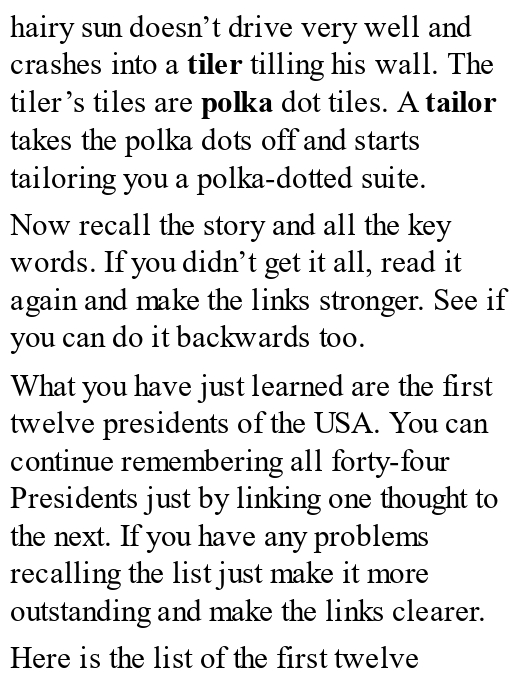 hairy sun doesn’t drive very well and
crashes into a tiler tilling his wall. The
tiler’s tiles are polka dot tiles. A tailor
takes the polka dots off and starts
tailoring you a polka-dotted suite.
Now recall the story and all the key
words. If you didn’t get it all, read it
again and make the links stronger. See if
you can do it backwards too.
What you have just learned are the first
twelve presidents of the USA. You can
continue remembering all forty-four
Presidents just by linking one thought to
the next. If you have any problems
recalling the list just make it more
outstanding and make the links clearer.
Here is the list of the first twelve